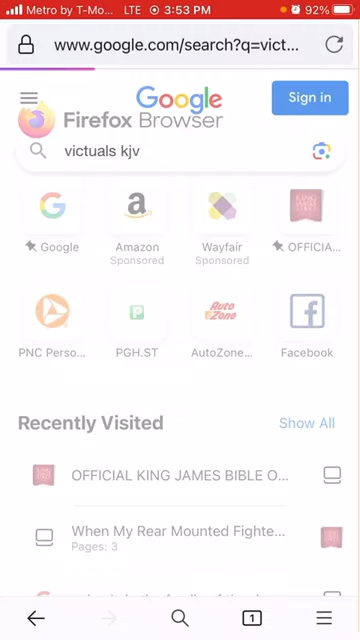 Metro by T-Mo... LTE 3:53 PM 92%
www.google.com/search?q=vict...
Google
Sign in
Firefox Browser
victuals kjv
Google
Amazon
Sponsored
Wayfair
Sponsored
OFFICIA...
PNC Perso...
PGH.ST
AutoZone...
Facebook
Recently Visited
Show All
OFFICIAL KING JAMES BIBLE O...
When My Rear Mounted Fighte...
Pages: 3
1